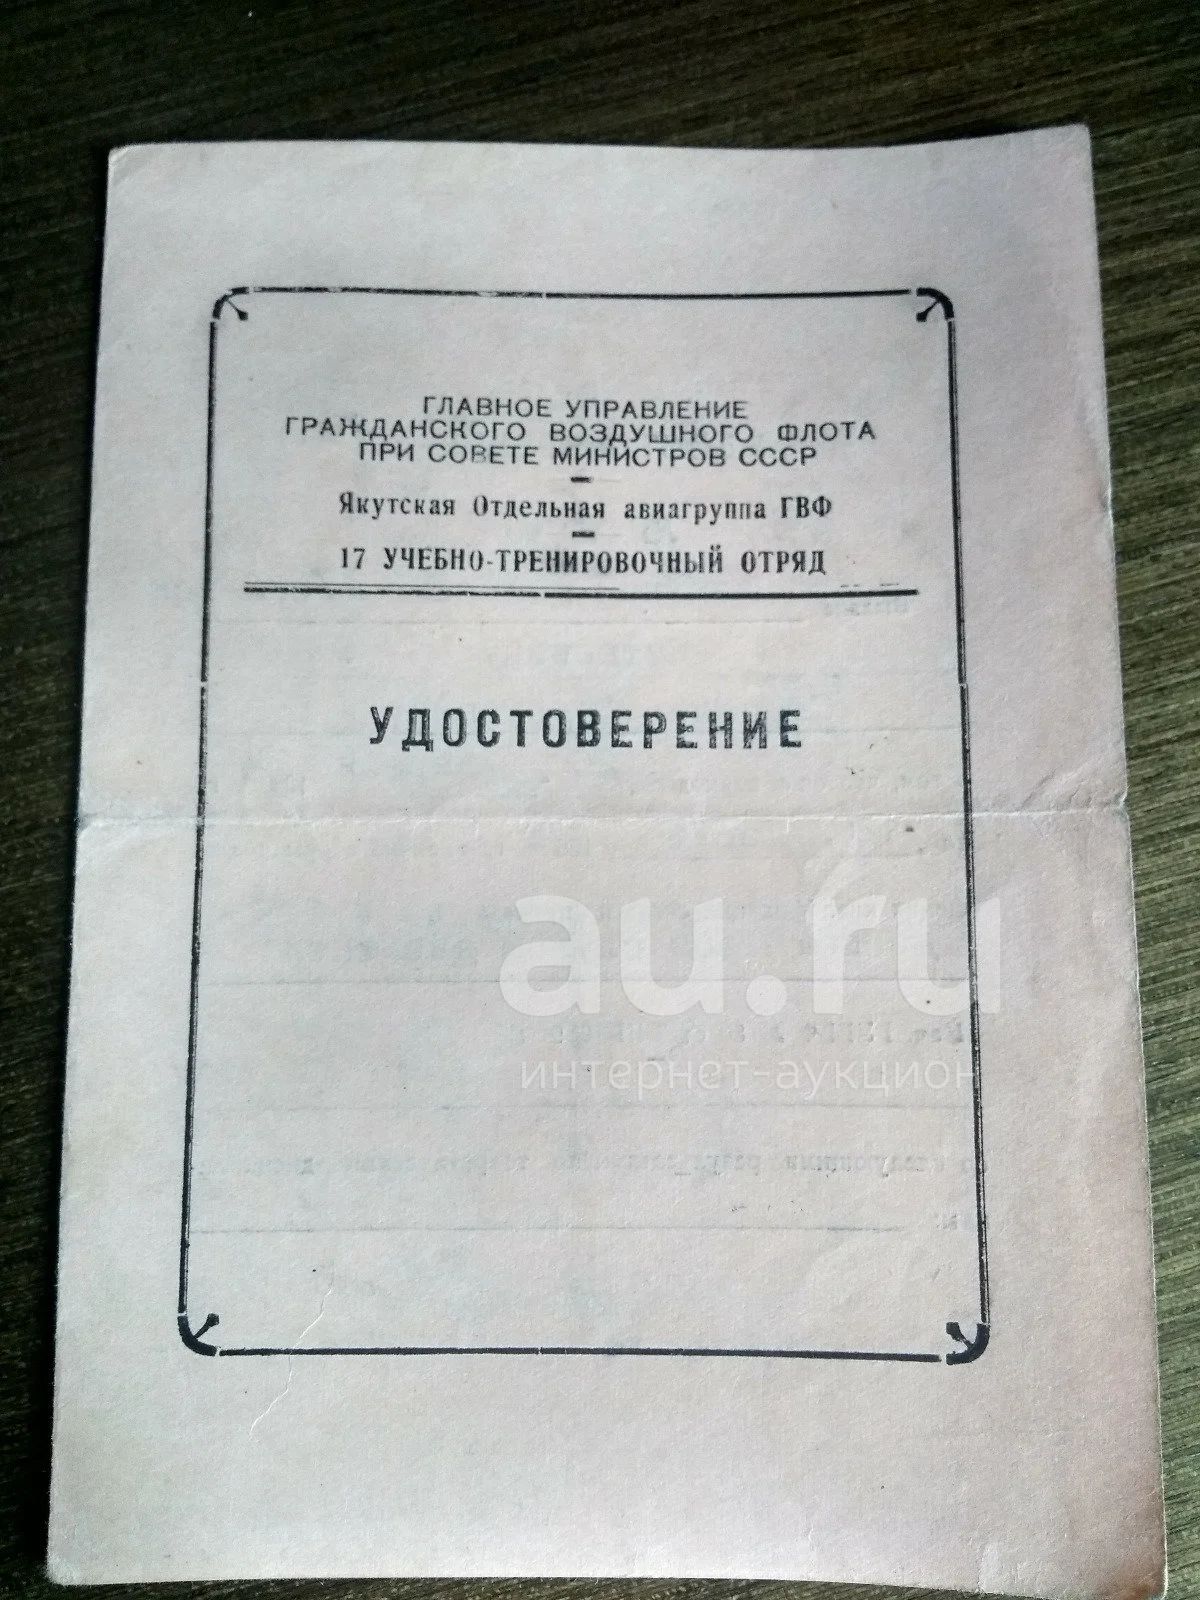 ГЛАВНОЕ УПРАВЛЕНИЕ
ГРАЖДАНСКОГО ВОЗДУШНОГО ФЛОТА
ПРИ СОВЕТЕ МИНИСТРОВ СССР
Якутская Отдельная авиагруппа ГВФ
17 УЧЕБНО-ТРЕНИРОВОЧНЫЙ ОТРЯД
УДОСТОВЕРЕНИЕ
au.ru
интернет-аукцион